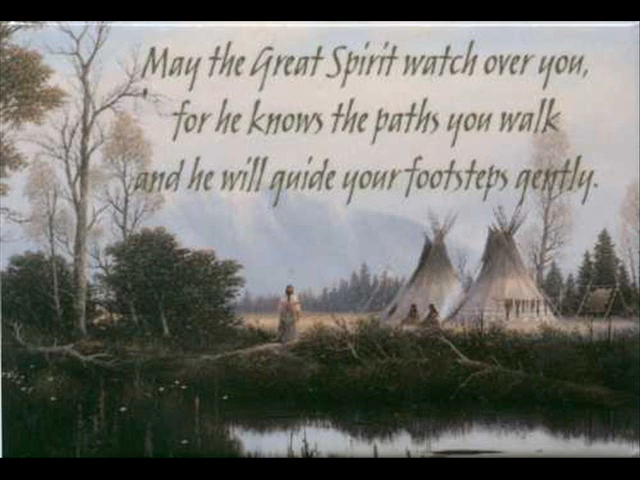 May the Great Spirit watch over you,
for he knows the paths you walk
and he will guide your footsteps gently.